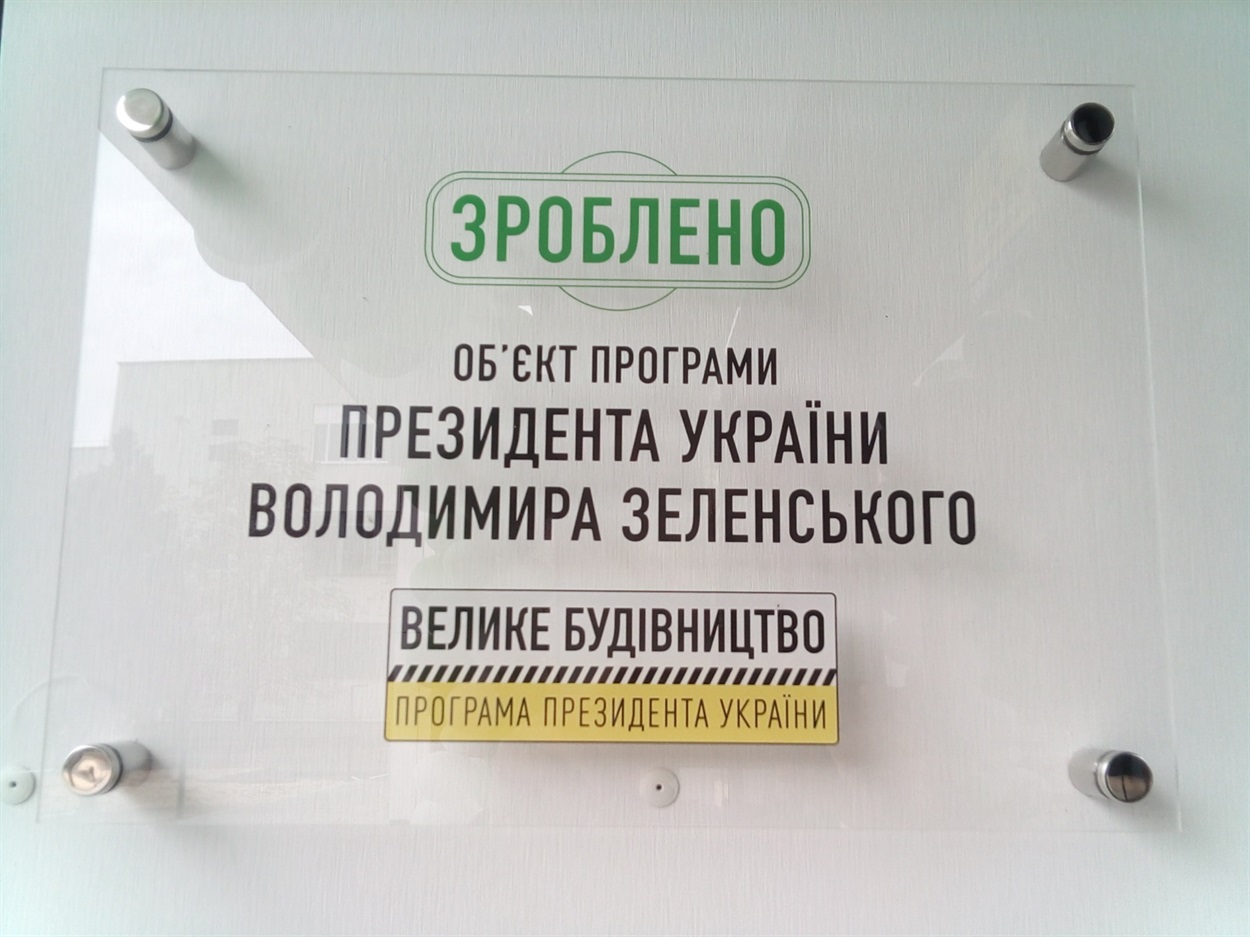 ЗРОБЛЕНО
ОБ'ЄКТ ПРОГРАМИ
ПРЕЗИДЕНТА УКРАЇНИ
ВОЛОДИМИРА ЗЕЛЕНСЬКОГО
ВЕЛИКЕ БУДІВНИЦТВО
ПРОГРАМА ПРЕЗИДЕНТА УКРАЇНИ